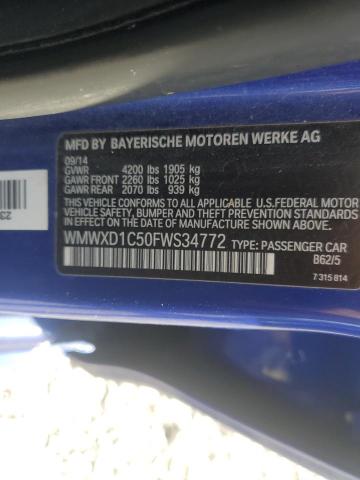 MFD BY BAYERISCHE MOTOREN WERKE AG
09/14
GVWR 4200 lbs 1905 kg
GAWR FRONT 2260 lbs 1025 kg
GAWR REAR 2070 lbs 939 kg
THIS VEHICLE CONFORMS TO ALL APPLICABLE U.S. FEDERAL MOTOR
VEHICLE SAFETY, BUMPER, AND THEFT PREVENTION STANDARDS IN
EFFECT ON THE DATE OF MANUFACTURE SHOWN ABOVE.
WMWXD1C50FWS34772 TYPE: PASSENGER CAR
B62/5
7 315 814